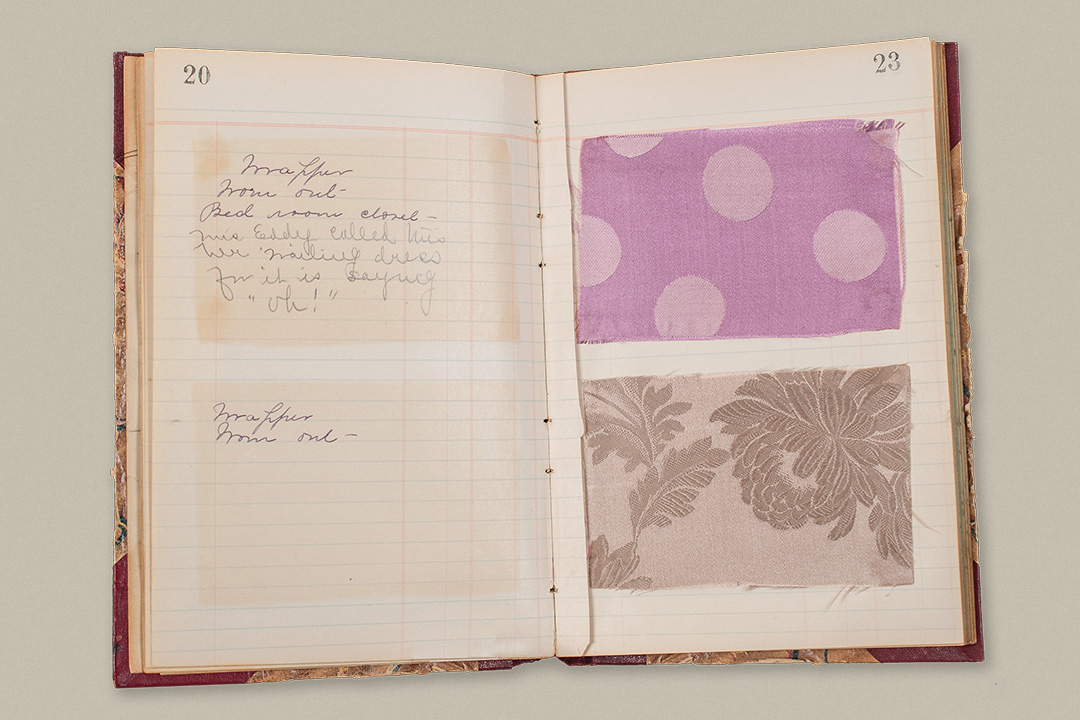 20
23
Wrapper
Worn out
Bed room closet –
Mrs Eddy called this
her "wailing dress
for it is saying
"Oh!"
Wrapper
Worn out –